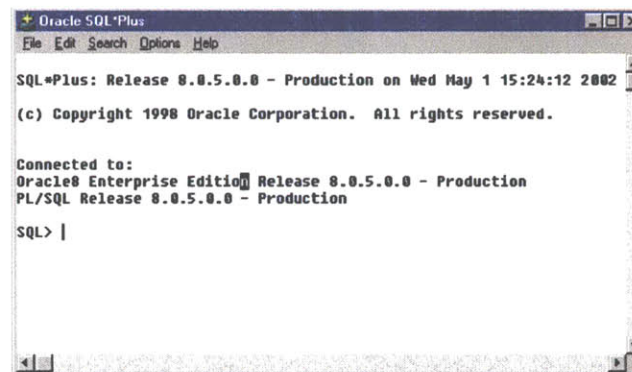 Oracle SQL*Plus
File Edit Search Options Help
SQL*Plus: Release 8.0.5.0.0 - Production on Wed May 1 15:24:12 2002
(c) Copyright 1998 Oracle Corporation.  All rights reserved.
Connected to:
Oracle8 Enterprise Edition Release 8.0.5.0.0 - Production
PL/SQL Release 8.0.5.0.0 - Production
SQL>